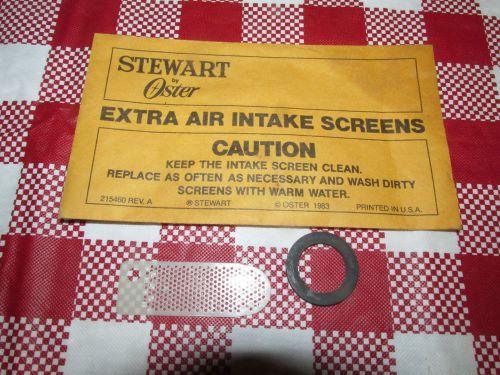 STEWART
by
Oster
EXTRA AIR INTAKE SCREENS
CAUTION
KEEP THE INTAKE SCREEN CLEAN.
REPLACE AS OFTEN AS NECESSARY AND WASH DIRTY
SCREENS WITH WARM WATER.
215460 REV. A ® STEWART © OSTER 1983 PRINTED IN U.S.A.